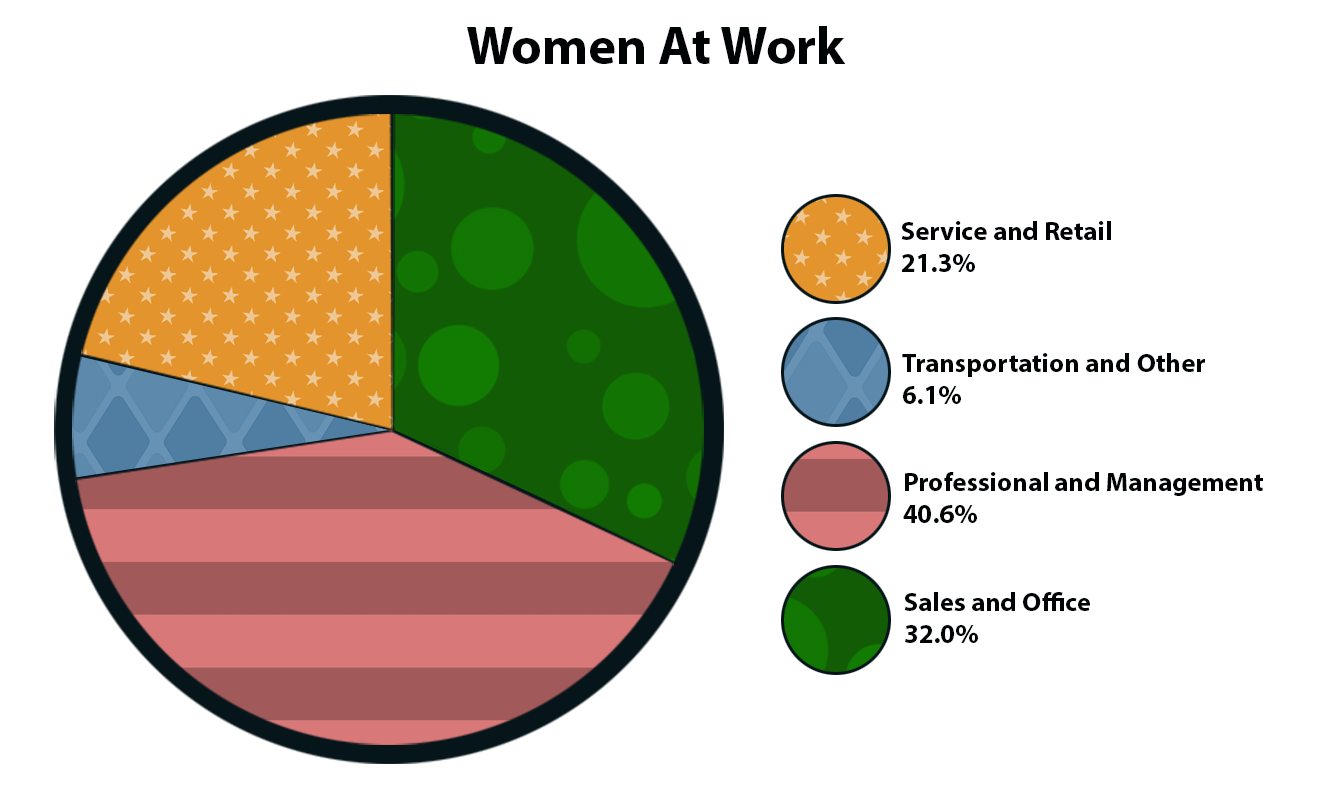 Women At Work
Service and Retail
21.3%
Transportation and Other
6.1%
Professional and Management
40.6%
Sales and Office
32.0%